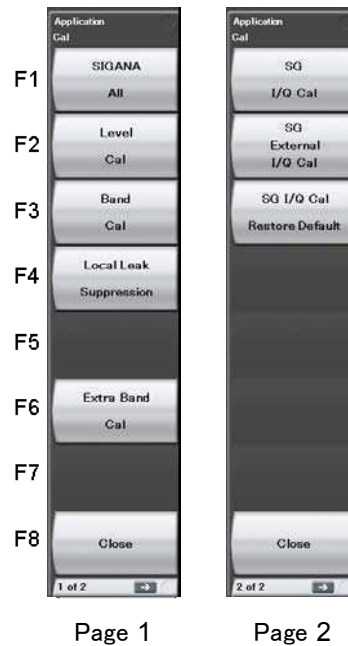 Application
Cal
F1
SIGANA
All
F2
Level
Cal
F3
Band
Cal
F4
Local Leak
Suppression
F5
F6
Extra Band
Cal
F7
F8
Close
1 of 2
Page 1
Application
Cal
SG
I/Q Cal
SG
External
I/Q Cal
SG I/Q Cal
Restore Default
Close
2 of 2
Page 2